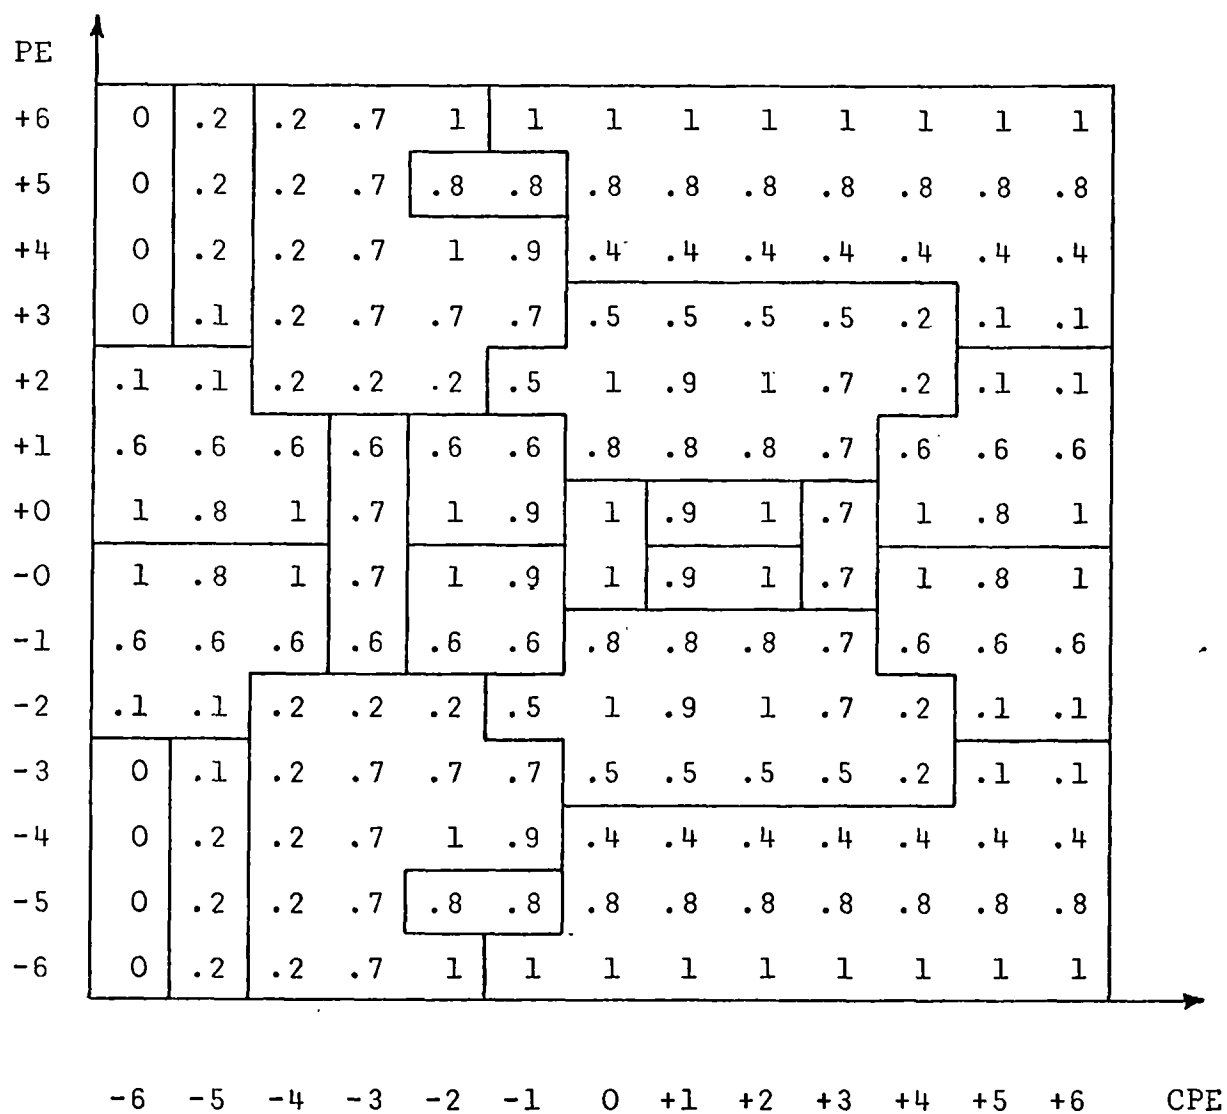 PE
+6 0 .2 .2 .7 1 1 1 1 1 1 1 1 1
+5 0 .2 .2 .7 .8 .8 .8 .8 .8 .8 .8 .8 .8
+4 0 .2 .2 .7 1 .9 .4 .4 .4 .4 .4 .4 .4
+3 0 .1 .2 .7 .7 .7 .5 .5 .5 .5 .2 .1 .1
+2 .1 .1 .2 .2 .2 .5 1 .9 1 .7 .2 .1 .1
+1 .6 .6 .6 .6 .6 .6 .8 .8 .8 .7 .6 .6 .6
+0 1 .8 1 .7 1 .9 1 .9 1 .7 1 .8 1
-0 1 .8 1 .7 1 .9 1 .9 1 .7 1 .8 1
-1 .6 .6 .6 .6 .6 .6 .8 .8 .8 .7 .6 .6 .6
-2 .1 .1 .2 .2 .2 .5 1 .9 1 .7 .2 .1 .1
-3 0 .1 .2 .7 .7 .7 .5 .5 .5 .5 .2 .1 .1
-4 0 .2 .2 .7 1 .9 .4 .4 .4 .4 .4 .4 .4
-5 0 .2 .2 .7 .8 .8 .8 .8 .8 .8 .8 .8 .8
-6 0 .2 .2 .7 1 1 1 1 1 1 1 1 1
-6 -5 -4 -3 -2 -1 0 +1 +2 +3 +4 +5 +6 CPE